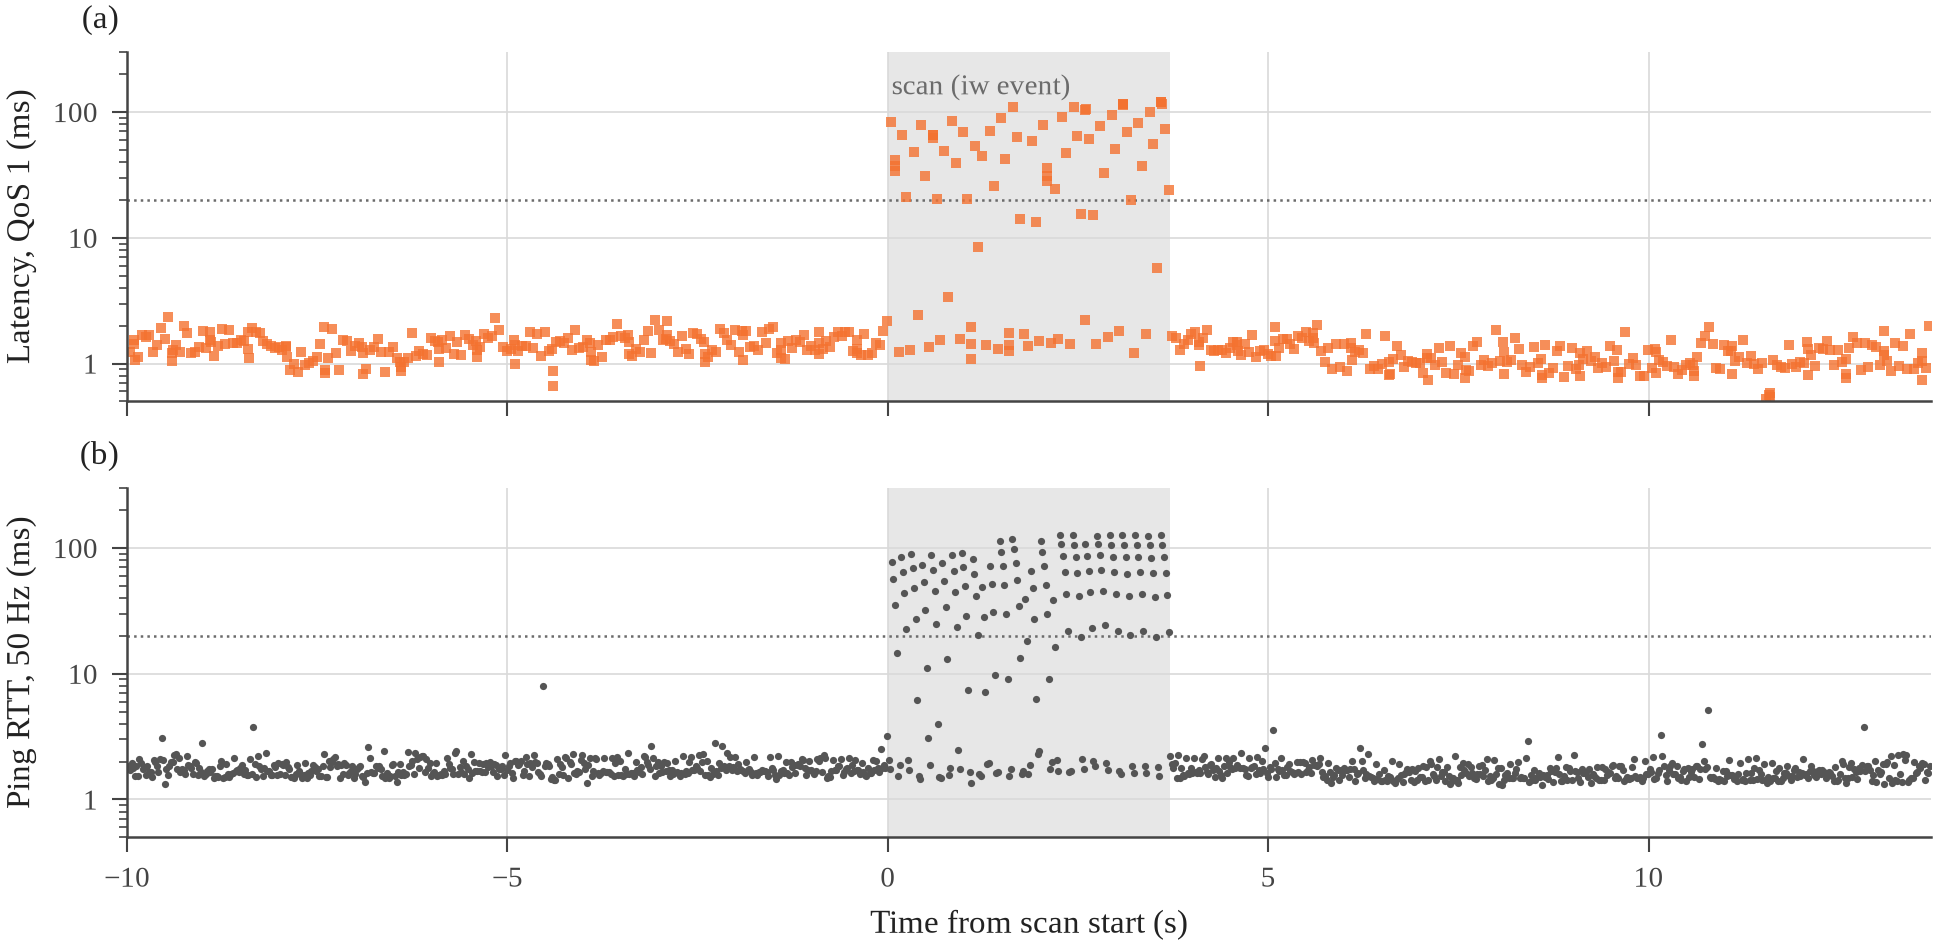 (a)
Latency, QoS 1 (ms)
100
10
1
scan (iw event)
(b)
Ping RTT, 50 Hz (ms)
100
10
1
−10
−5
0
5
10
Time from scan start (s)